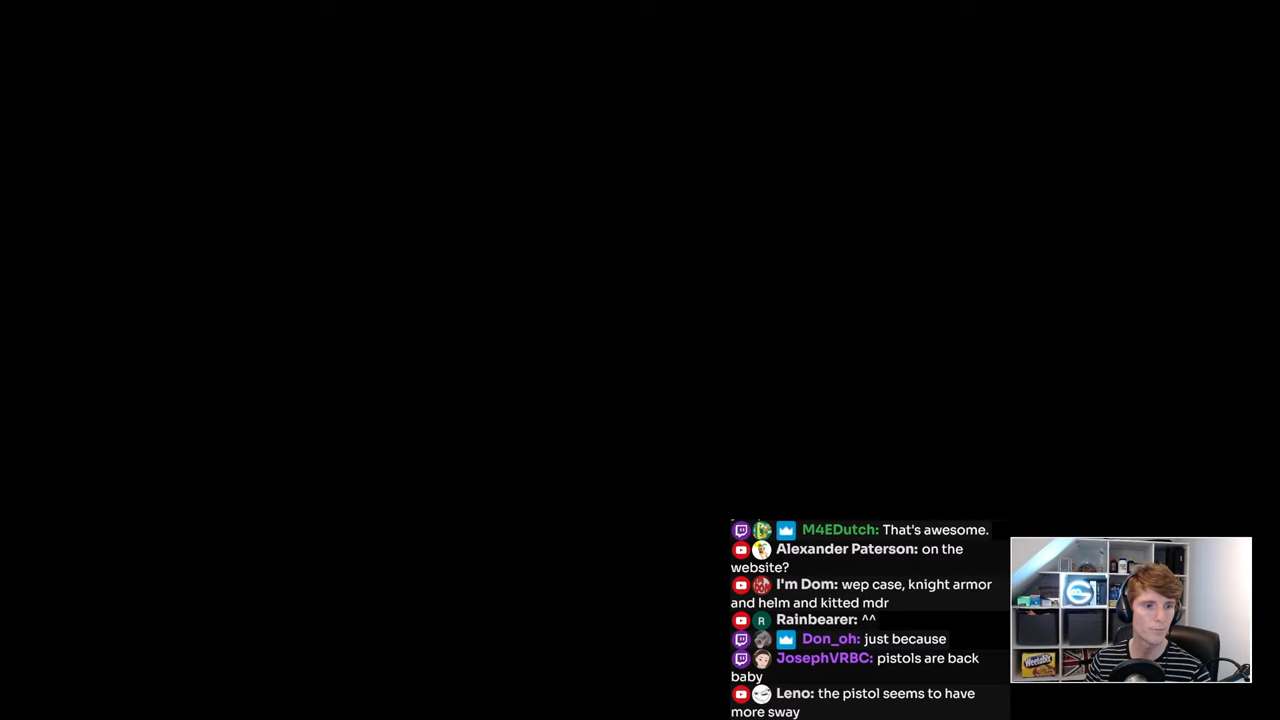 M4EDutch: That's awesome.
Alexander Paterson: on the
website?
I'm Dom: wep case, knight armor
and helm and kitted mdr
Rainbearer: ^^
Don_oh: just because
JosephVRBC: pistols are back
baby
Leno: the pistol seems to have
more sway
Weetabix